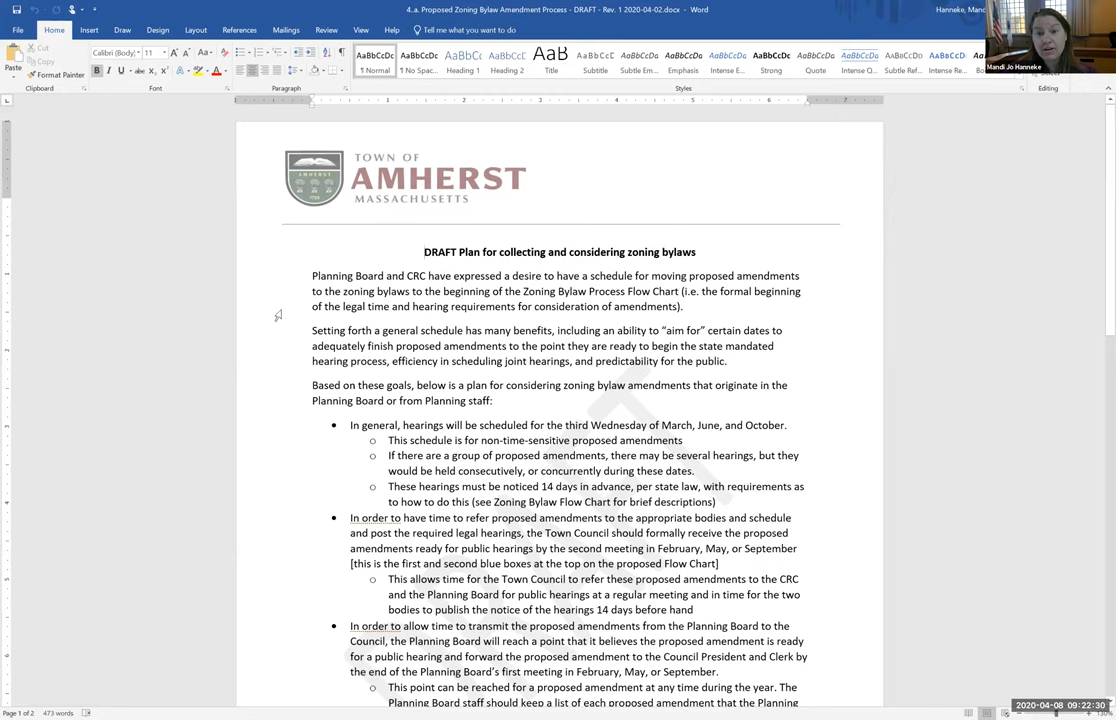 4.a. Proposed Zoning Bylaw Amendment Process - DRAFT - Rev. 1 2020-04-02.docx - Word
Hanneke, Mand
File Home Insert Draw Design Layout References Mailings Review View Help Tell me what you want to do
Mandi Jo Hanneke
Paste
Cut
Copy
Format Painter
Calibri (Body) 11
AaBbCcDc AaBbCcDc AaBbCc AaBbCcC AaB AaBbCcD AaBbCcDc AaBbCcDc AaBbCcDc AaBbCcDc AaBbCcDc AaBbCcDc AaBbCcDc AaBbCcDc
¶ Normal ¶ No Spac... Heading 1 Heading 2 Title Subtitle Subtle Em... Emphasis Intense E... Strong Quote Intense Q... Subtle Ref... Intense Re...
Clipboard Font Paragraph Styles Editing
TOWN OF
AMHERST
MASSACHUSETTS
DRAFT Plan for collecting and considering zoning bylaws
Planning Board and CRC have expressed a desire to have a schedule for moving proposed amendments
to the zoning bylaws to the beginning of the Zoning Bylaw Process Flow Chart (i.e. the formal beginning
of the legal time and hearing requirements for consideration of amendments).
Setting forth a general schedule has many benefits, including an ability to “aim for” certain dates to
adequately finish proposed amendments to the point they are ready to begin the state mandated
hearing process, efficiency in scheduling joint hearings, and predictability for the public.
Based on these goals, below is a plan for considering zoning bylaw amendments that originate in the
Planning Board or from Planning staff:
• In general, hearings will be scheduled for the third Wednesday of March, June, and October.
o This schedule is for non-time-sensitive proposed amendments
o If there are a group of proposed amendments, there may be several hearings, but they
would be held consecutively, or concurrently during these dates.
o These hearings must be noticed 14 days in advance, per state law, with requirements as
to how to do this (see Zoning Bylaw Flow Chart for brief descriptions)
• In order to have time to refer proposed amendments to the appropriate bodies and schedule
and post the required legal hearings, the Town Council should formally receive the proposed
amendments ready for public hearings by the second meeting in February, May, or September
[this is the first and second blue boxes at the top on the proposed Flow Chart]
o This allows time for the Town Council to refer these proposed amendments to the CRC
and the Planning Board for public hearings at a regular meeting and in time for the two
bodies to publish the notice of the hearings 14 days before hand
• In order to allow time to transmit the proposed amendments from the Planning Board to the
Council, the Planning Board will reach a point that it believes the proposed amendment is ready
for a public hearing and forward the proposed amendment to the Council President and Clerk by
the end of the Planning Board’s first meeting in February, May, or September.
o This point can be reached for a proposed amendment at any time during the year. The
Planning Board staff should keep a list of each proposed amendment that the Planning
Page 1 of 2 473 words
2020-04-08 09:22:30